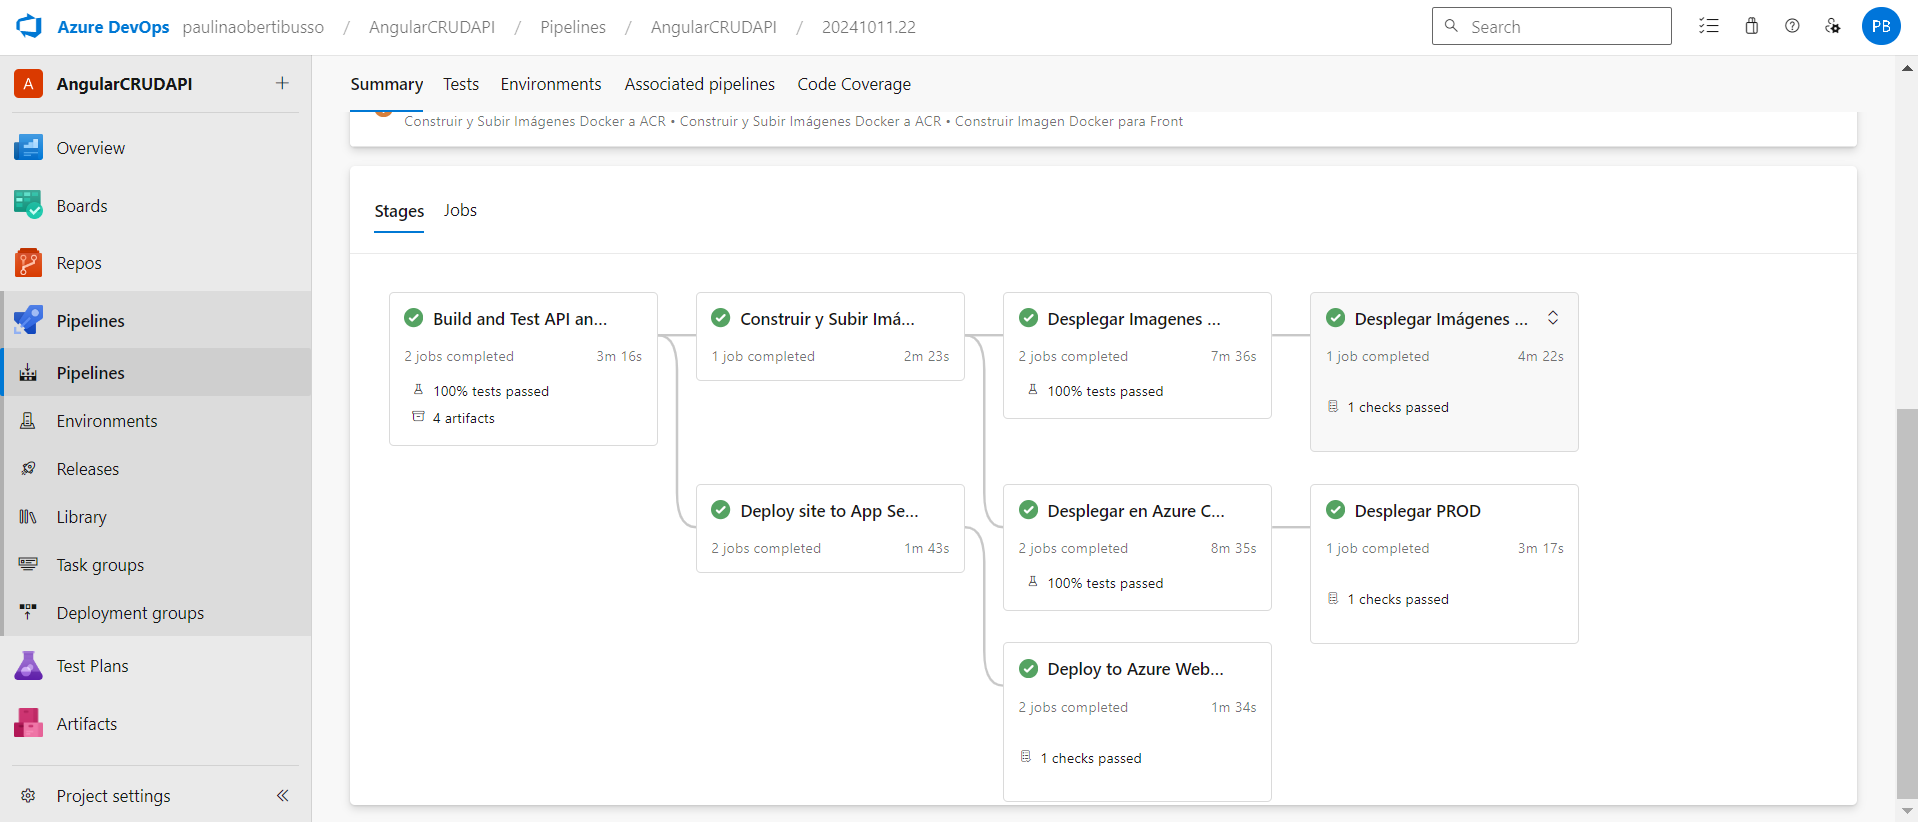 Azure DevOps paulinaobertibusso / AngularCRUDAPI / Pipelines / AngularCRUDAPI / 20241011.22
Search
PB
A AngularCRUDAPI +
Overview
Boards
Repos
Pipelines
Pipelines
Environments
Releases
Library
Task groups
Deployment groups
Test Plans
Artifacts
Project settings
Summary Tests Environments Associated pipelines Code Coverage
Construir y Subir Imágenes Docker a ACR • Construir y Subir Imágenes Docker a ACR • Construir Imagen Docker para Front
Stages Jobs
Build and Test API an...
2 jobs completed 3m 16s
100% tests passed
4 artifacts
Construir y Subir Imá...
1 job completed 2m 23s
Desplegar Imagenes ...
2 jobs completed 7m 36s
100% tests passed
Desplegar Imágenes ...
1 job completed 4m 22s
1 checks passed
Deploy site to App Se...
2 jobs completed 1m 43s
Desplegar en Azure C...
2 jobs completed 8m 35s
100% tests passed
Desplegar PROD
1 job completed 3m 17s
1 checks passed
Deploy to Azure Web...
2 jobs completed 1m 34s
1 checks passed